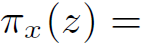 π_x(z) =